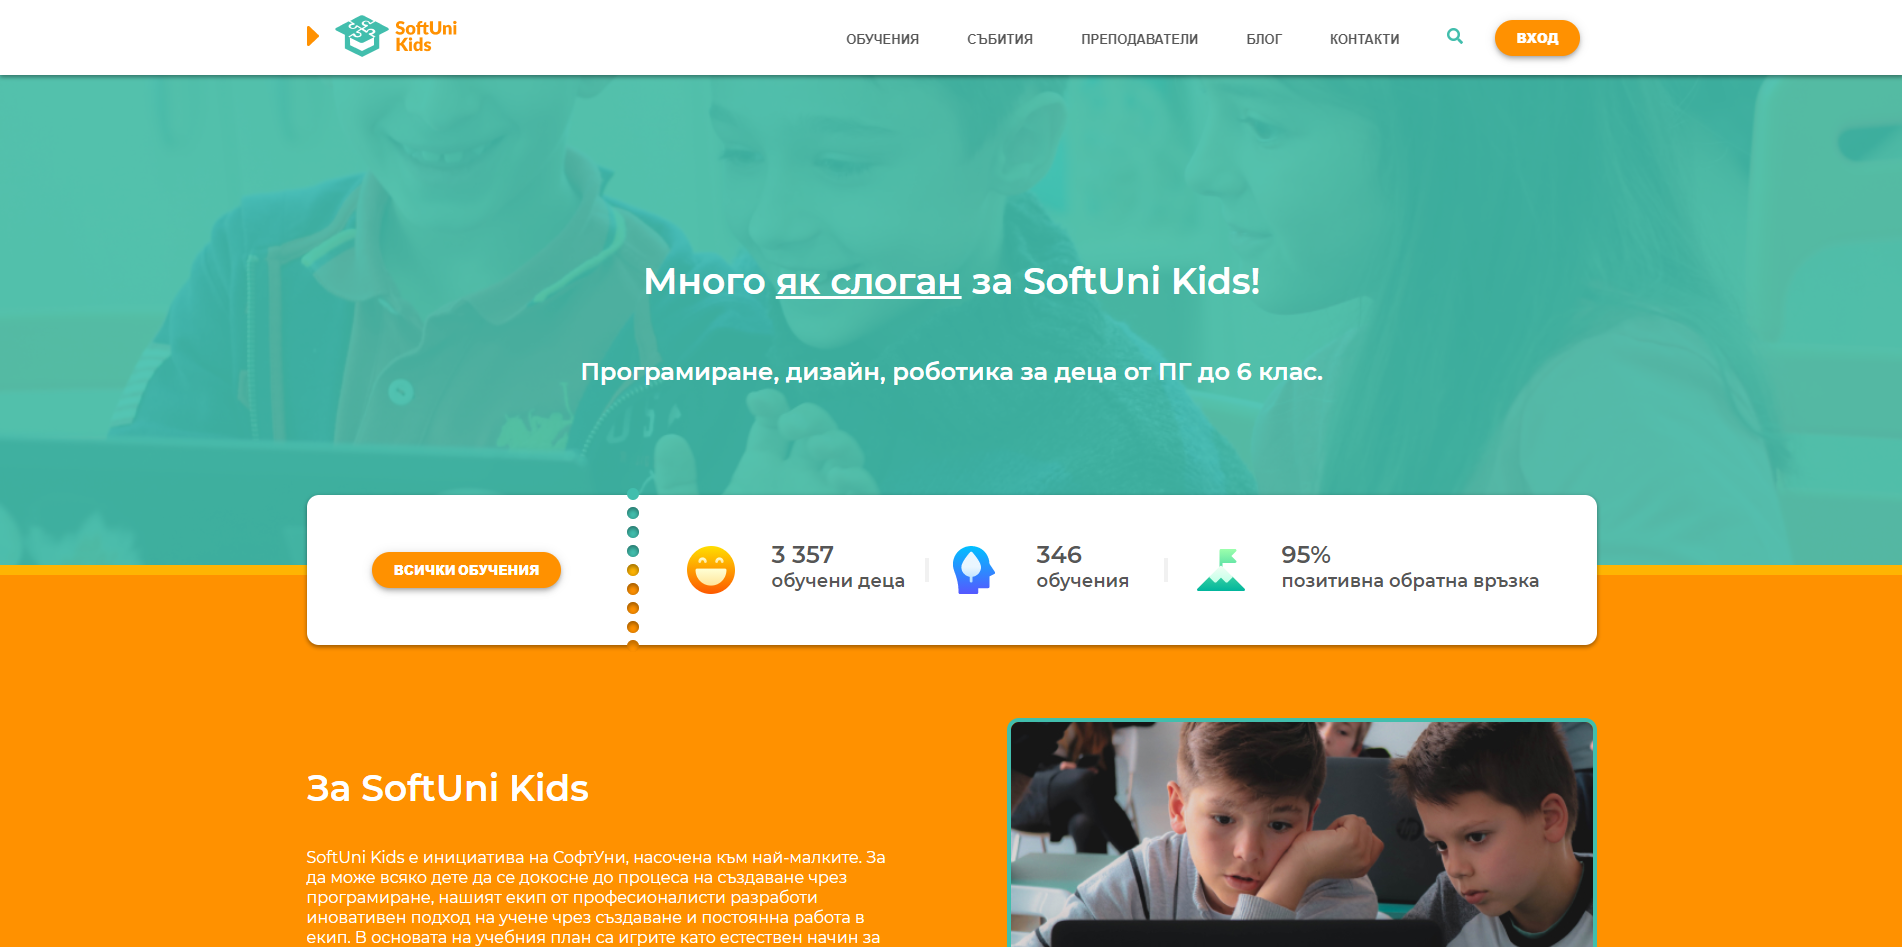 SoftUni
Kids
ОБУЧЕНИЯ СЪБИТИЯ ПРЕПОДАВАТЕЛИ БЛОГ КОНТАКТИ ВХОД
Много як слоган за SoftUni Kids!
Програмиране, дизайн, роботика за деца от ПГ до 6 клас.
ВСИЧКИ ОБУЧЕНИЯ
3 357
обучени деца
346
обучения
95%
позитивна обратна връзка
За SoftUni Kids
SoftUni Kids е инициатива на СофтУни, насочена към най-малките. За
да може всяко дете да се докосне до процеса на създаване чрез
програмиране, нашият екип от професионалисти разработи
иновативен подход на учене чрез създаване и постоянна работа в
екип. В основата на учебния план са игрите като естествен начин за